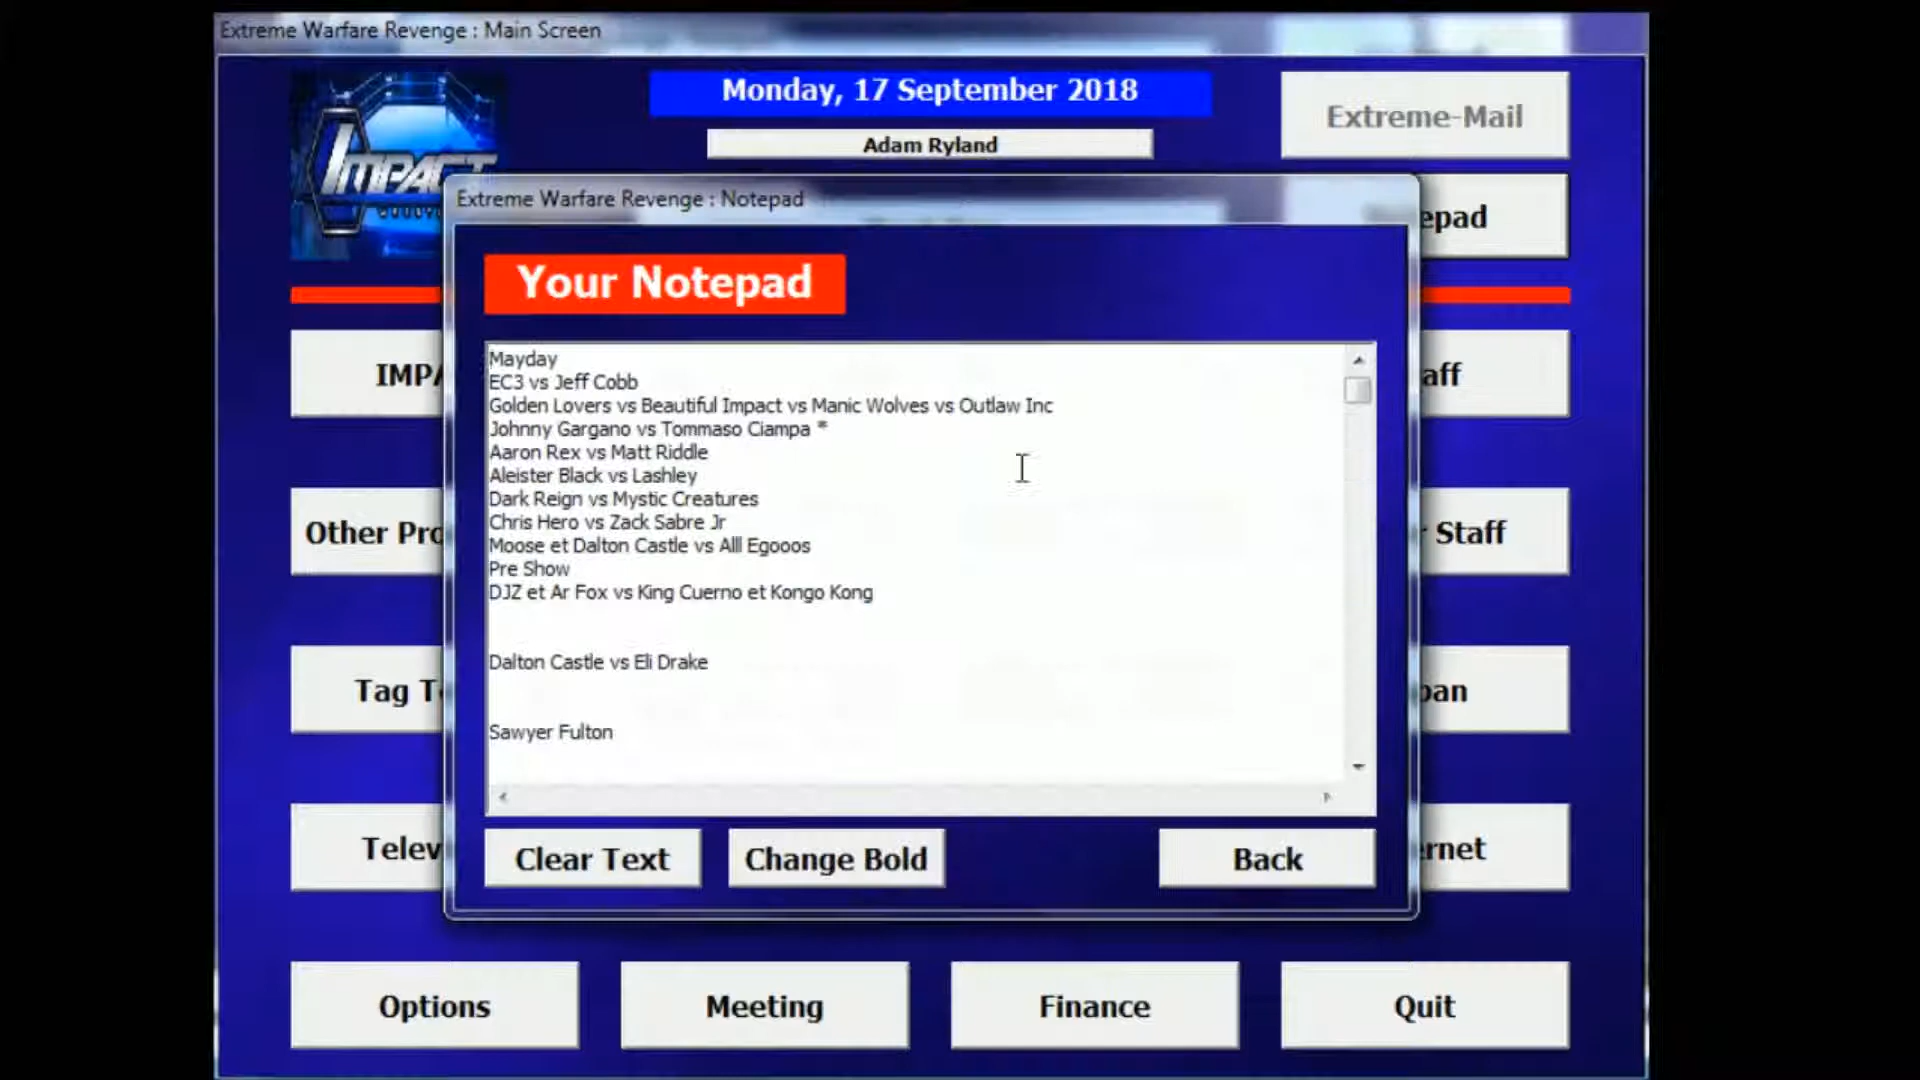 Extreme Warfare Revenge : Main Screen
Monday, 17 September 2018
Adam Ryland
Extreme-Mail
IMPACT
epad
Extreme Warfare Revenge : Notepad
Your Notepad
Mayday
EC3 vs Jeff Cobb
Golden Lovers vs Beautiful Impact vs Manic Wolves vs Outlaw Inc
Johnny Gargano vs Tommaso Ciampa *
Aaron Rex vs Matt Riddle
Aleister Black vs Lashley
Dark Reign vs Mystic Creatures
Chris Hero vs Zack Sabre Jr
Moose et Dalton Castle vs Alll Egooos
Pre Show
DJZ et Ar Fox vs King Cuerno et Kongo Kong
Dalton Castle vs Eli Drake
Sawyer Fulton
IMPA
aff
Other Pro
Staff
Tag T
pan
Telev
ernet
Clear Text
Change Bold
Back
Options
Meeting
Finance
Quit